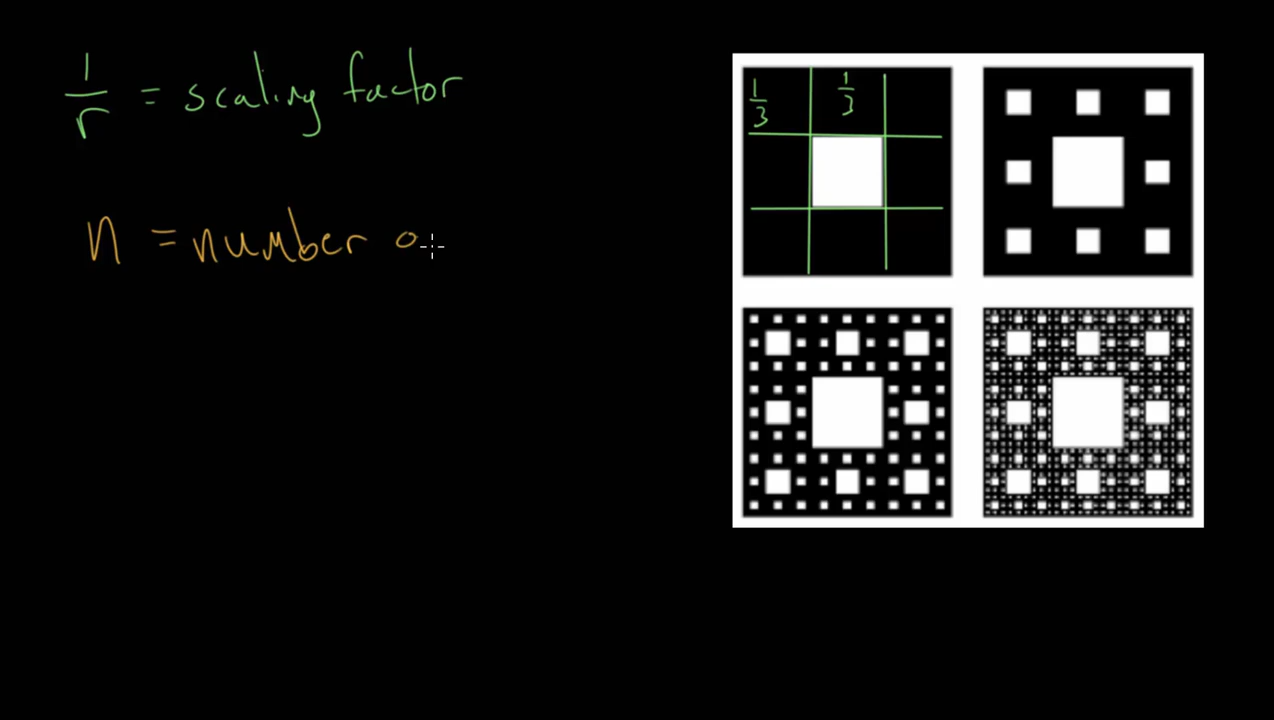 1/r = scaling factor
1/3 1/3
n = number o